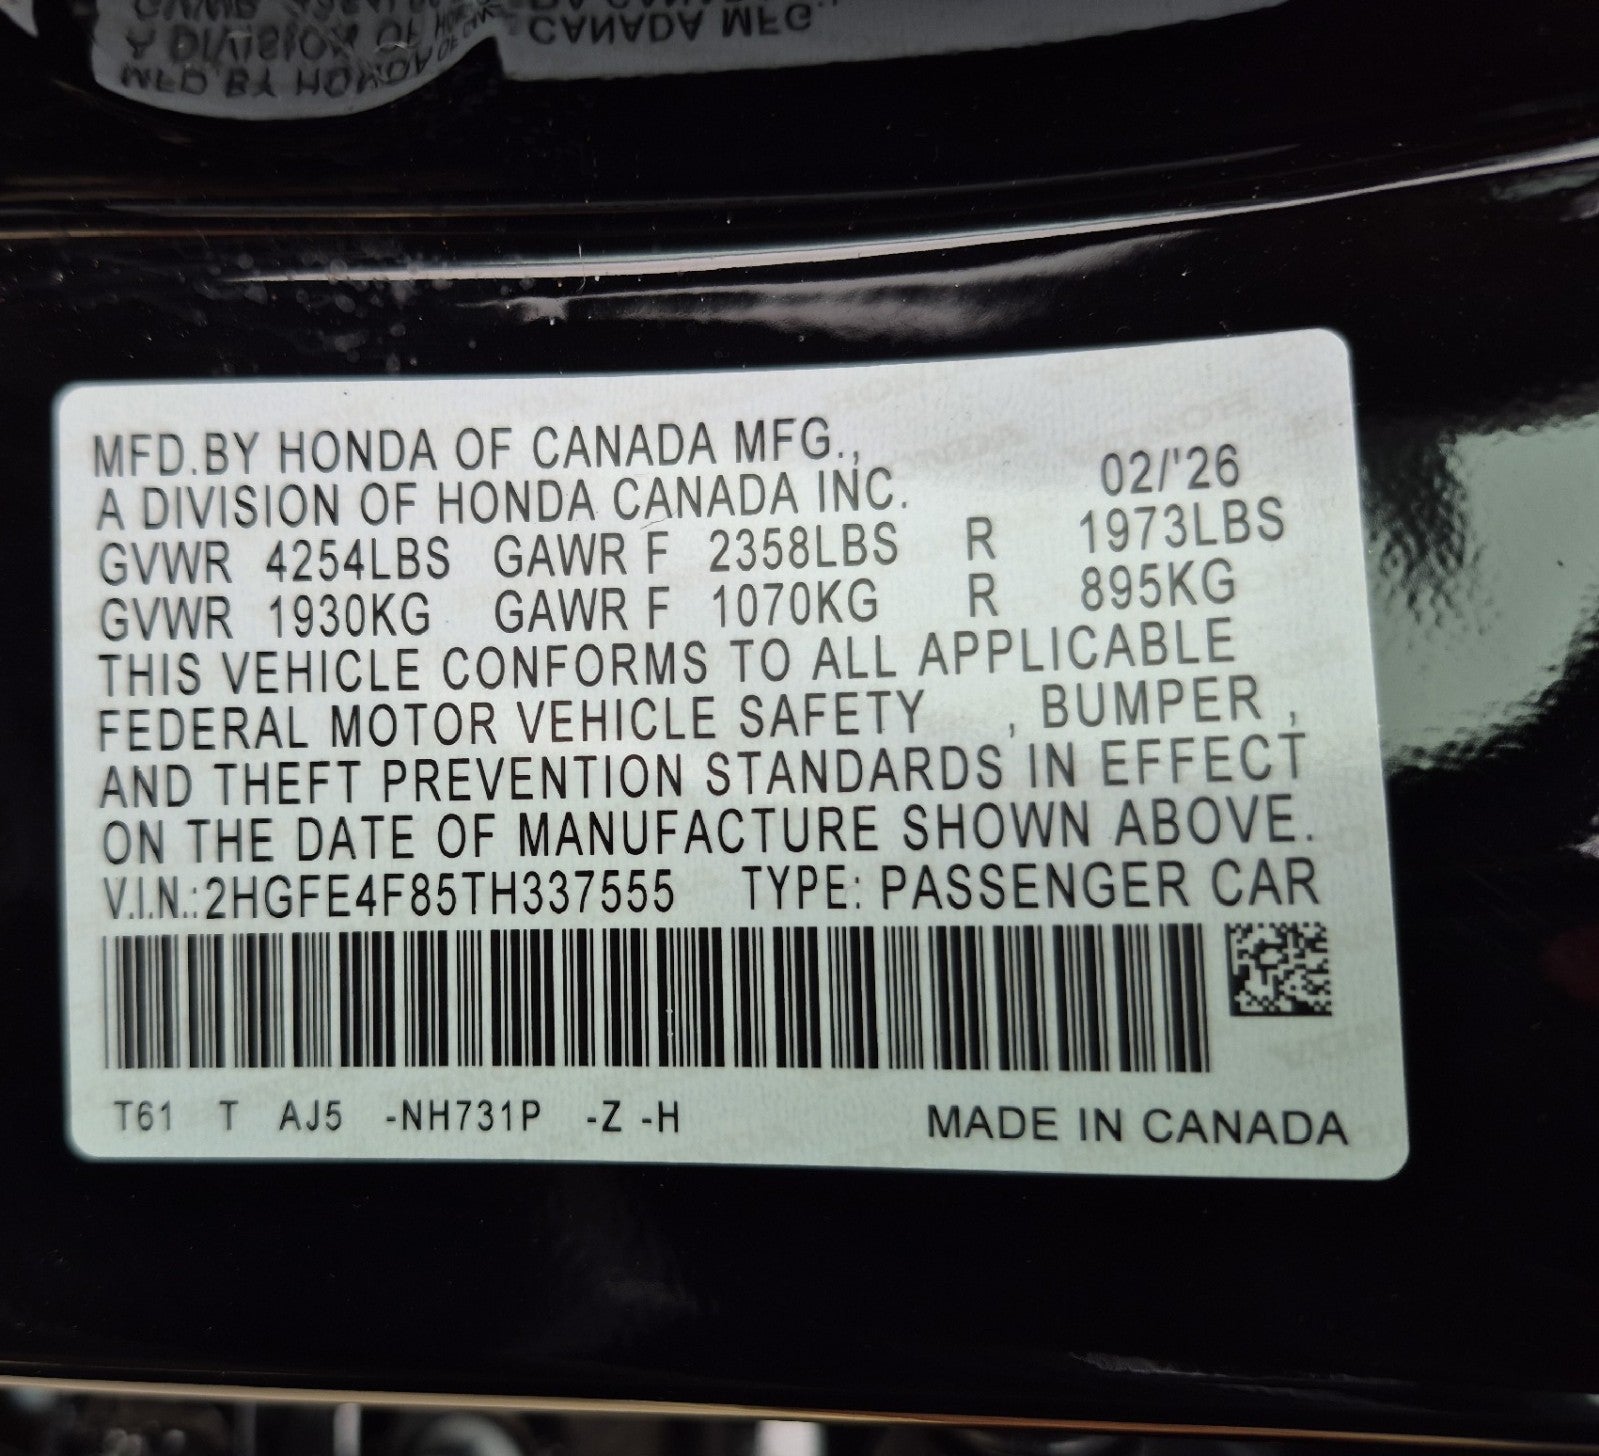 MFD.BY HONDA OF CANADA MFG.,
A DIVISION OF HONDA CANADA INC. 02/'26
GVWR 4254LBS GAWR F 2358LBS R 1973LBS
GVWR 1930KG GAWR F 1070KG R 895KG
THIS VEHICLE CONFORMS TO ALL APPLICABLE
FEDERAL MOTOR VEHICLE SAFETY , BUMPER ,
AND THEFT PREVENTION STANDARDS IN EFFECT
ON THE DATE OF MANUFACTURE SHOWN ABOVE.
V.I.N.:2HGFE4F85TH337555 TYPE: PASSENGER CAR
T61 T AJ5 -NH731P -Z -H MADE IN CANADA